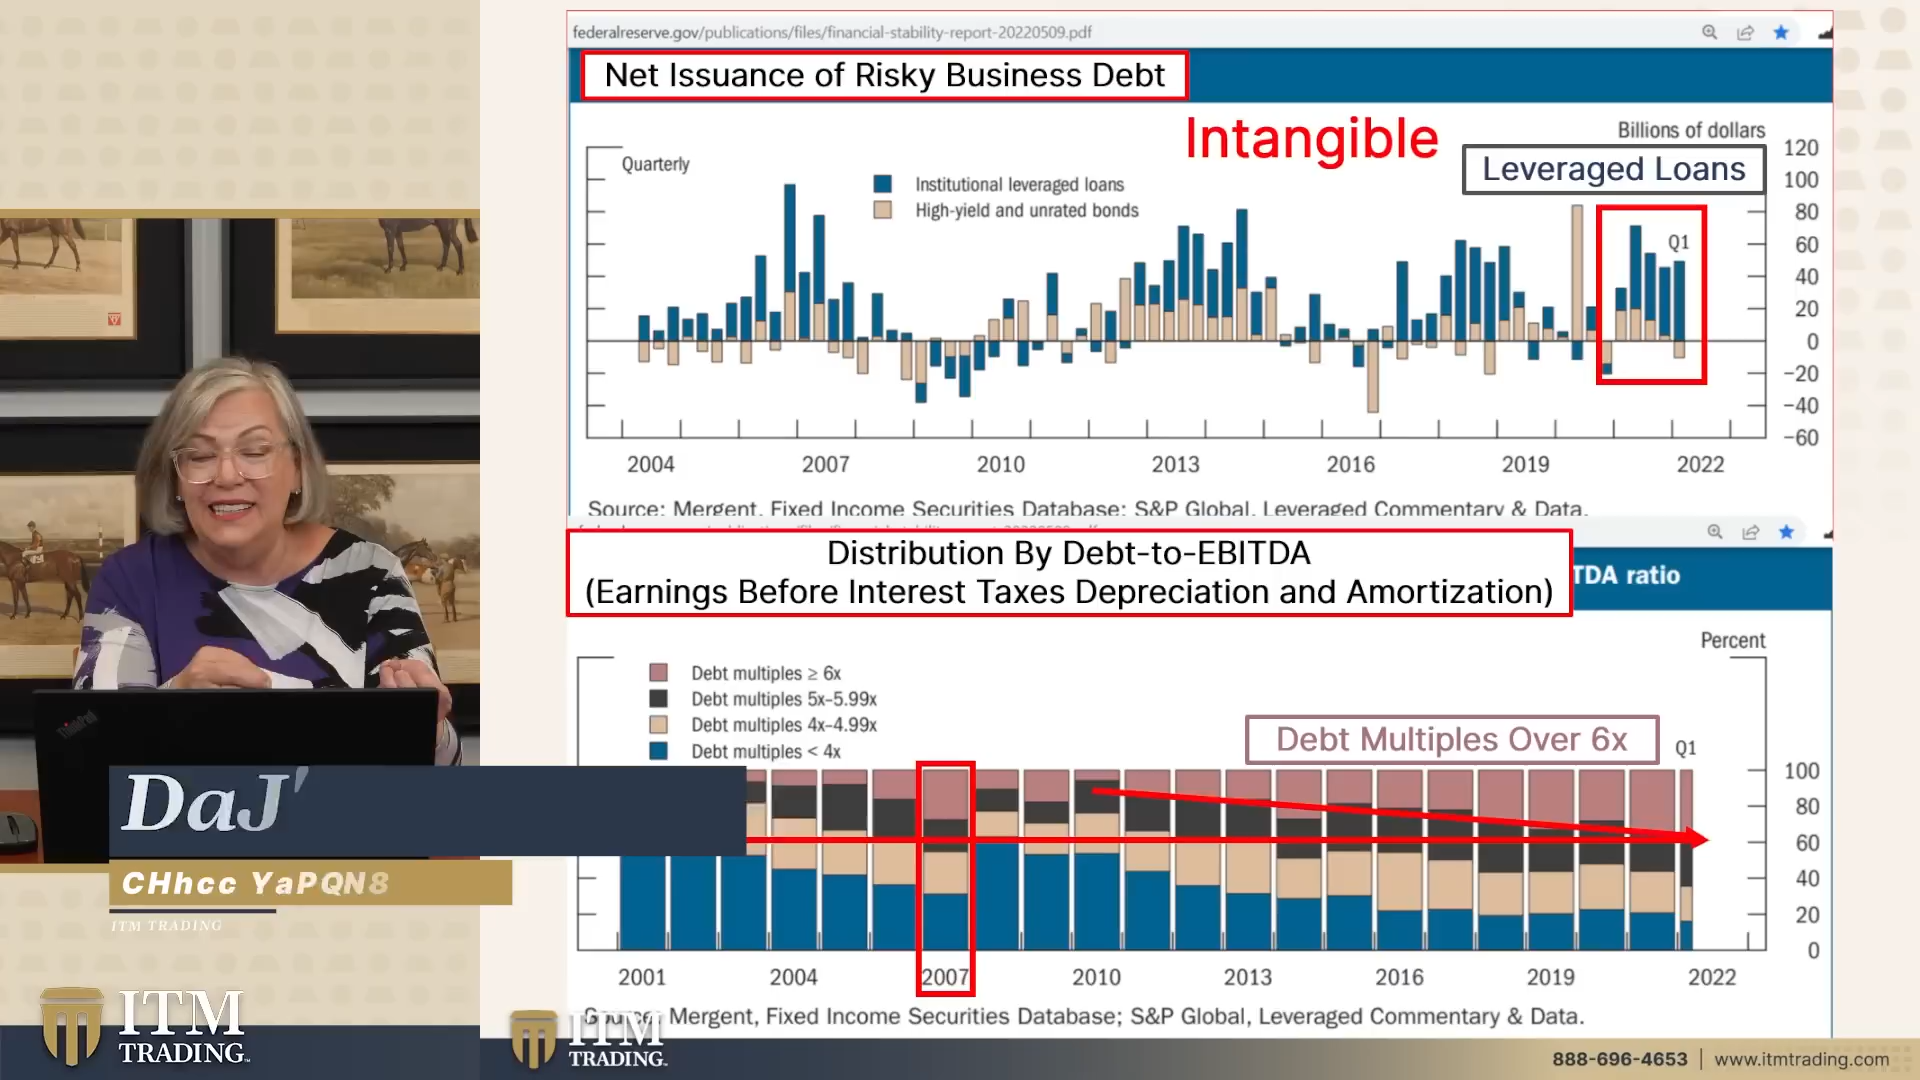 federalreserve.gov/publications/files/financial-stability-report-20220509.pdf
Net Issuance of Risky Business Debt
Intangible
Billions of dollars
Leveraged Loans
Quarterly
Institutional leveraged loans
High-yield and unrated bonds
Q1
120
100
80
60
40
20
0
−20
−40
−60
2004 2007 2010 2013 2016 2019 2022
Source: Mergent, Fixed Income Securities Database; S&P Global, Leveraged Commentary & Data.
Distribution By Debt-to-EBITDA
(Earnings Before Interest Taxes Depreciation and Amortization)
TDA ratio
Percent
Debt multiples ≥ 6x
Debt multiples 5x–5.99x
Debt multiples 4x–4.99x
Debt multiples < 4x
Debt Multiples Over 6x
Q1
100
80
60
40
20
0
2001 2004 2007 2010 2013 2016 2019 2022
Mergent, Fixed Income Securities Database; S&P Global, Leveraged Commentary & Data.
ThinkPad
DaJ'
CHhcc YaPQN8
ITM TRADING
ITM
TRADING
ITM
TRADING
888-696-4653 | www.itmtrading.com